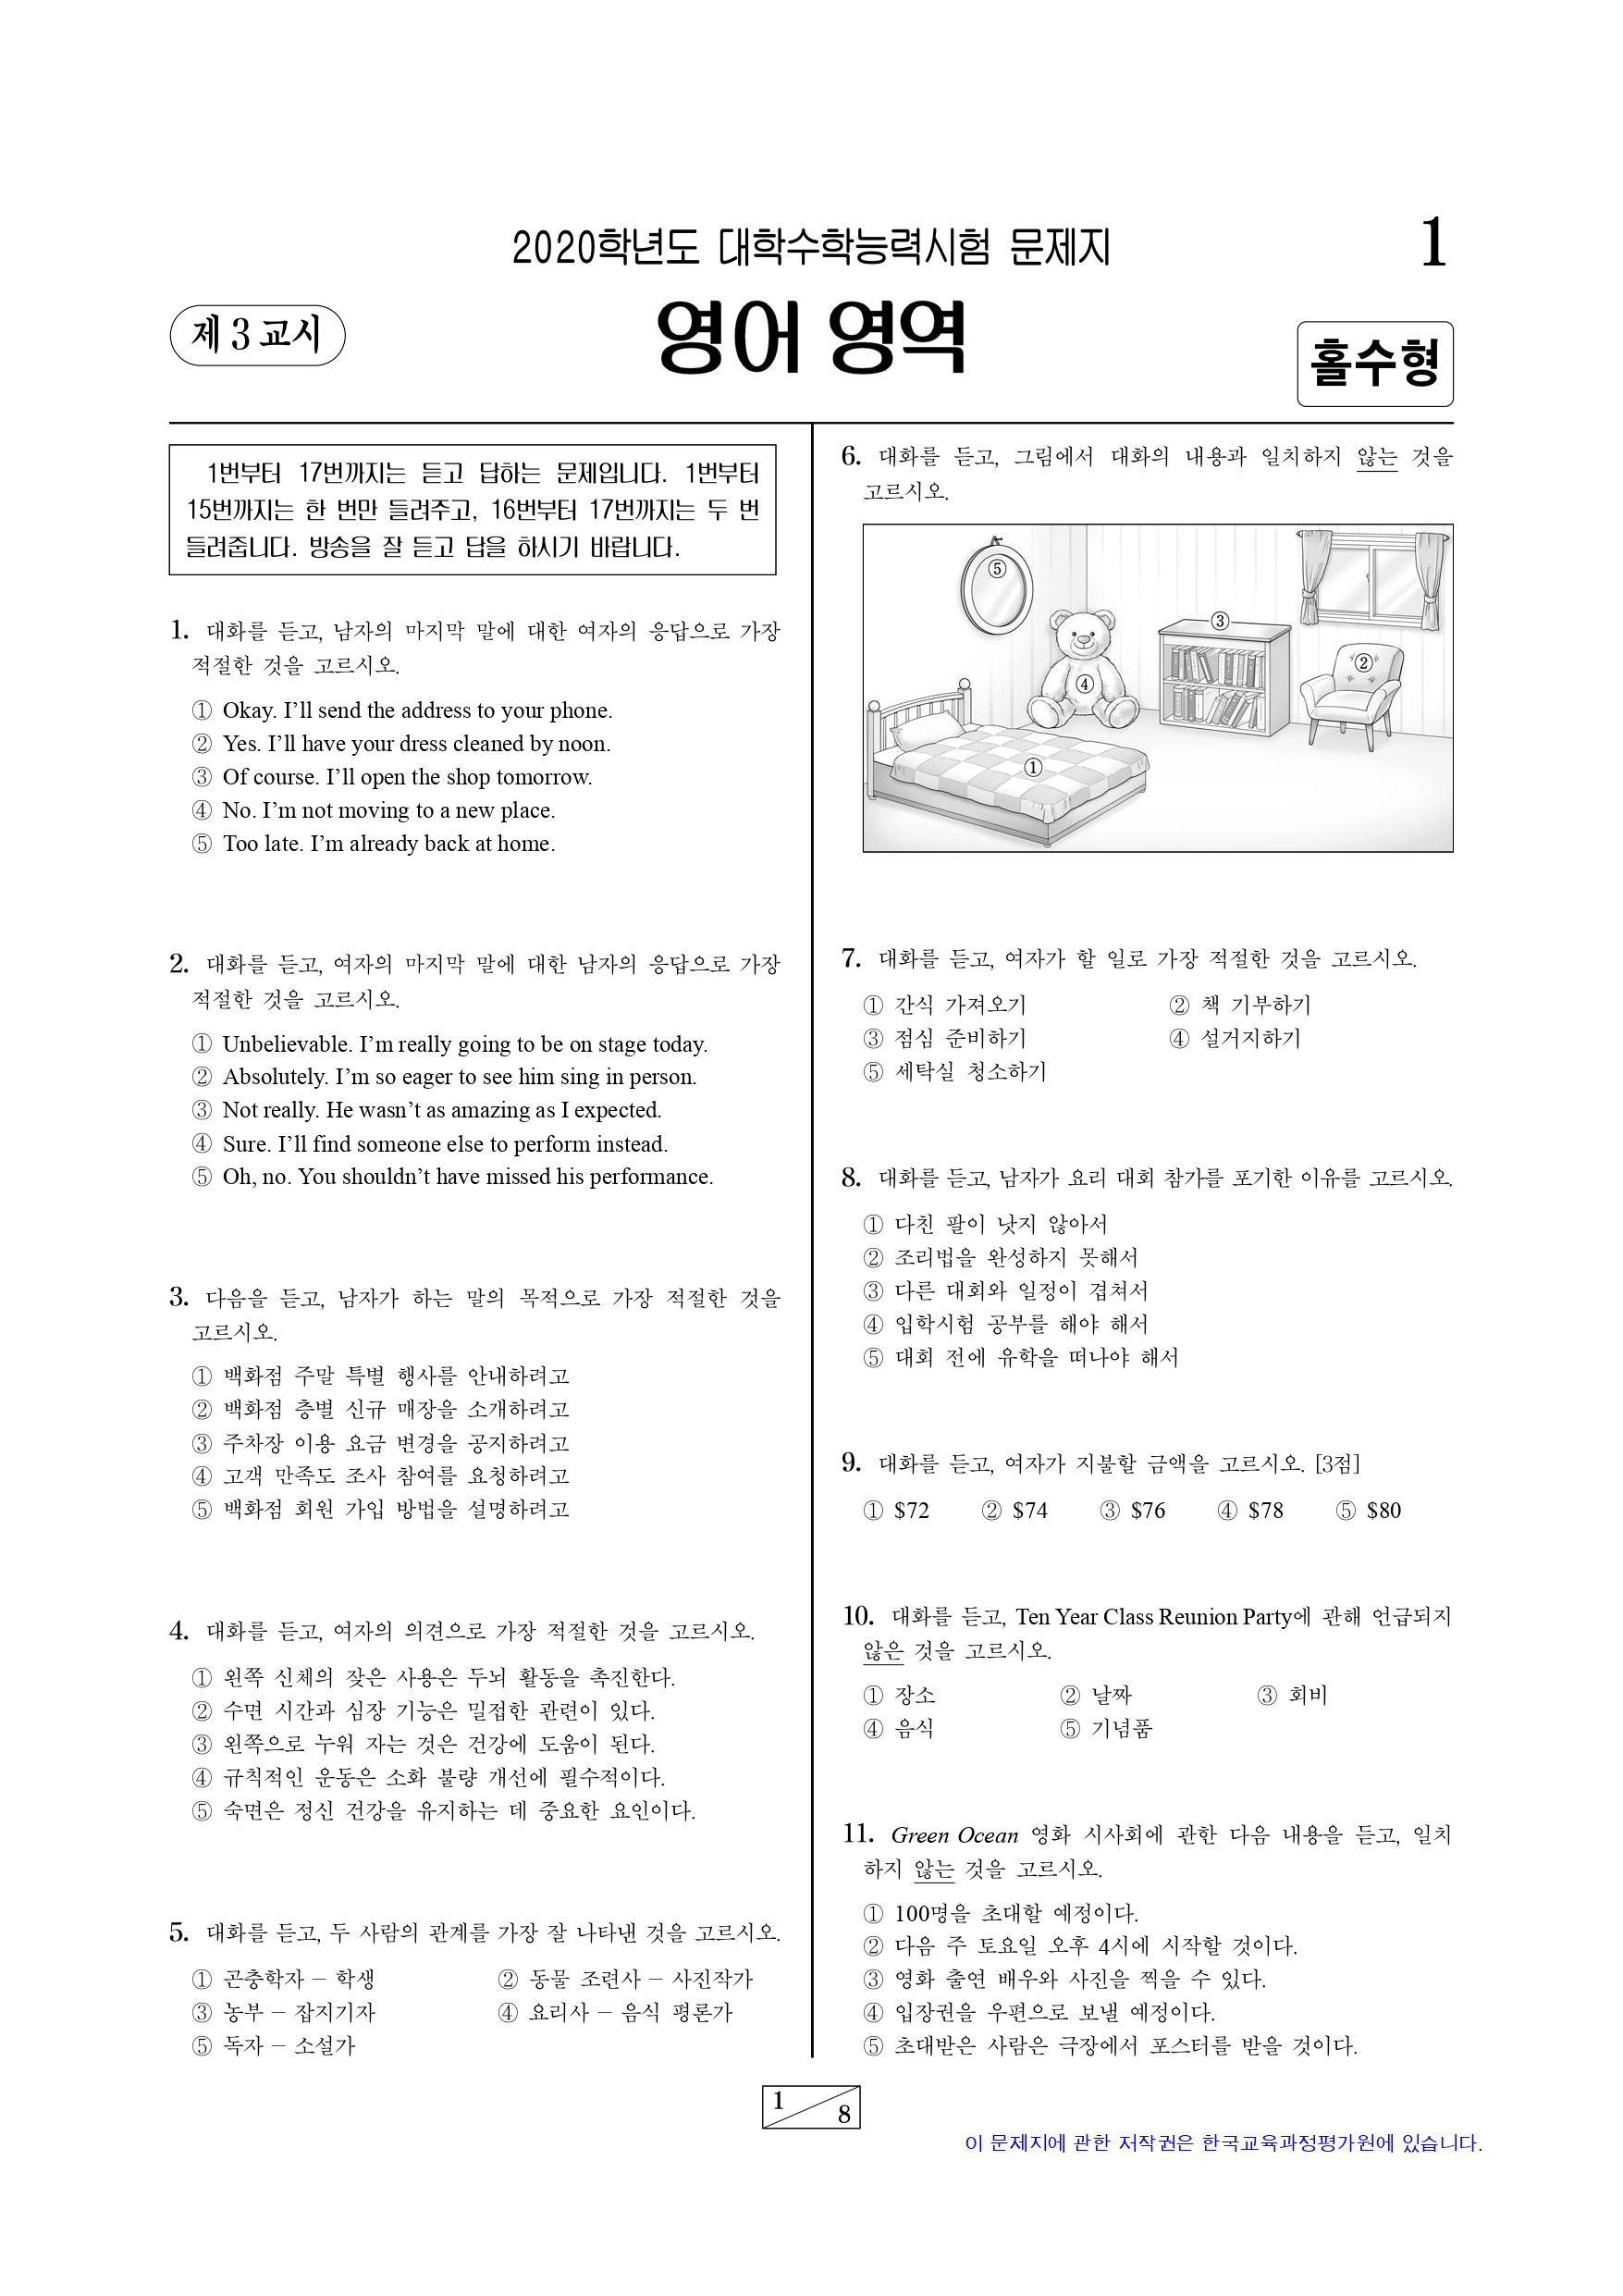 2020학년도 대학수학능력시험 문제지
1
제 3 교시
영어 영역
홀수형
1번부터 17번까지는 듣고 답하는 문제입니다. 1번부터
15번까지는 한 번만 들려주고, 16번부터 17번까지는 두 번
들려줍니다. 방송을 잘 듣고 답을 하시기 바랍니다.
1. 대화를 듣고, 남자의 마지막 말에 대한 여자의 응답으로 가장
적절한 것을 고르시오.
① Okay. I’ll send the address to your phone.
② Yes. I’ll have your dress cleaned by noon.
③ Of course. I’ll open the shop tomorrow.
④ No. I’m not moving to a new place.
⑤ Too late. I’m already back at home.
2. 대화를 듣고, 여자의 마지막 말에 대한 남자의 응답으로 가장
적절한 것을 고르시오.
① Unbelievable. I’m really going to be on stage today.
② Absolutely. I’m so eager to see him sing in person.
③ Not really. He wasn’t as amazing as I expected.
④ Sure. I’ll find someone else to perform instead.
⑤ Oh, no. You shouldn’t have missed his performance.
3. 다음을 듣고, 남자가 하는 말의 목적으로 가장 적절한 것을
고르시오.
① 백화점 주말 특별 행사를 안내하려고
② 백화점 층별 신규 매장을 소개하려고
③ 주차장 이용 요금 변경을 공지하려고
④ 고객 만족도 조사 참여를 요청하려고
⑤ 백화점 회원 가입 방법을 설명하려고
4. 대화를 듣고, 여자의 의견으로 가장 적절한 것을 고르시오.
① 왼쪽 신체의 잦은 사용은 두뇌 활동을 촉진한다.
② 수면 시간과 심장 기능은 밀접한 관련이 있다.
③ 왼쪽으로 누워 자는 것은 건강에 도움이 된다.
④ 규칙적인 운동은 소화 불량 개선에 필수적이다.
⑤ 숙면은 정신 건강을 유지하는 데 중요한 요인이다.
5. 대화를 듣고, 두 사람의 관계를 가장 잘 나타낸 것을 고르시오.
① 곤충학자 − 학생 ② 동물 조련사 − 사진작가
③ 농부 − 잡지기자 ④ 요리사 − 음식 평론가
⑤ 독자 − 소설가
6. 대화를 듣고, 그림에서 대화의 내용과 일치하지 않는 것을
고르시오.
⑤
③
②
④
①
7. 대화를 듣고, 여자가 할 일로 가장 적절한 것을 고르시오.
① 간식 가져오기 ② 책 기부하기
③ 점심 준비하기 ④ 설거지하기
⑤ 세탁실 청소하기
8. 대화를 듣고, 남자가 요리 대회 참가를 포기한 이유를 고르시오.
① 다친 팔이 낫지 않아서
② 조리법을 완성하지 못해서
③ 다른 대회와 일정이 겹쳐서
④ 입학시험 공부를 해야 해서
⑤ 대회 전에 유학을 떠나야 해서
9. 대화를 듣고, 여자가 지불할 금액을 고르시오. [3점]
① $72 ② $74 ③ $76 ④ $78 ⑤ $80
10. 대화를 듣고, Ten Year Class Reunion Party에 관해 언급되지
않은 것을 고르시오.
① 장소 ② 날짜 ③ 회비
④ 음식 ⑤ 기념품
11. Green Ocean 영화 시사회에 관한 다음 내용을 듣고, 일치
하지 않는 것을 고르시오.
① 100명을 초대할 예정이다.
② 다음 주 토요일 오후 4시에 시작할 것이다.
③ 영화 출연 배우와 사진을 찍을 수 있다.
④ 입장권을 우편으로 보낼 예정이다.
⑤ 초대받은 사람은 극장에서 포스터를 받을 것이다.
1
8
이 문제지에 관한 저작권은 한국교육과정평가원에 있습니다.